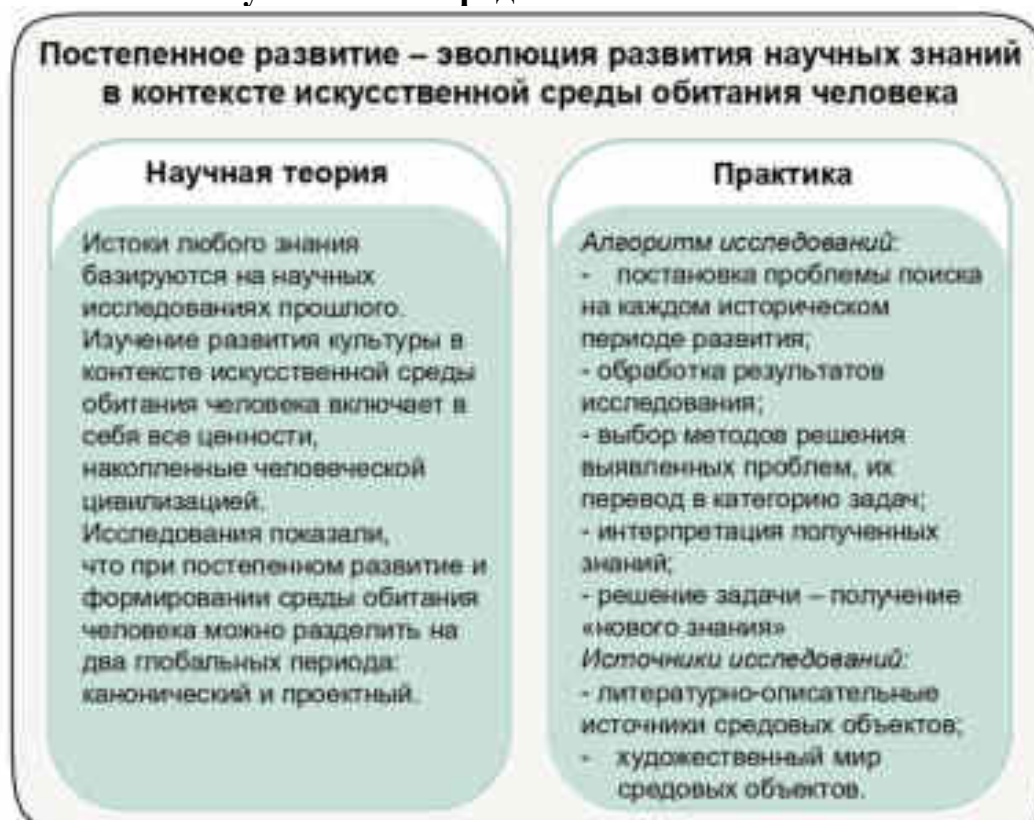 Постепенное развитие – эволюция развития научных знаний
в контексте искусственной среды обитания человека
Научная теория
Истоки любого знания
базируются на научных
исследованиях прошлого.
Изучение развития культуры в
контексте искусственной среды
обитания человека включает в
себя все ценности,
накопленные человеческой
цивилизацией.
Исследования показали,
что при постепенном развитие и
формировании среды обитания
человека можно разделить на
два глобальных периода:
канонический и проектный.
Практика
Алгоритм исследований:
- постановка проблемы поиска
на каждом историческом
периоде развития;
- обработка результатов
исследования;
- выбор методов решения
выявленных проблем, их
перевод в категорию задач;
- интерпретация полученных
знаний;
- решение задачи – получение
«нового знания»
Источники исследований:
- литературно-описательные
источники средовых объектов;
- художественный мир
средовых объектов.